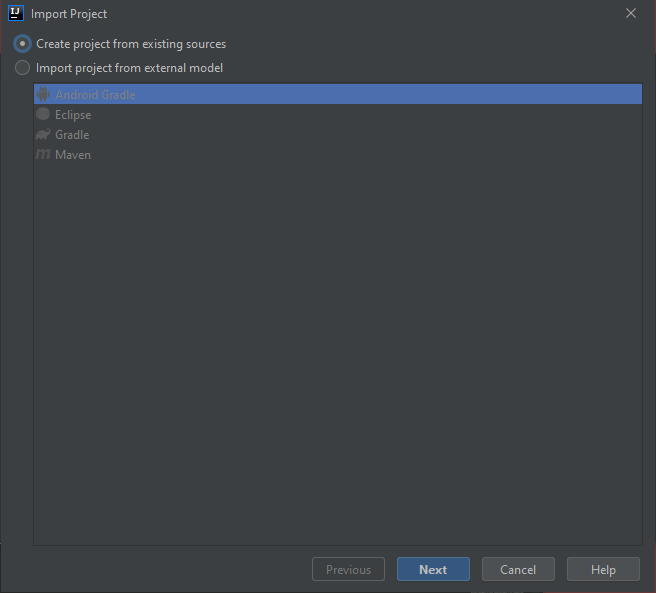 IJ
Import Project
Create project from existing sources
Import project from external model
Android Gradle
Eclipse
Gradle
m Maven
Previous
Next
Cancel
Help